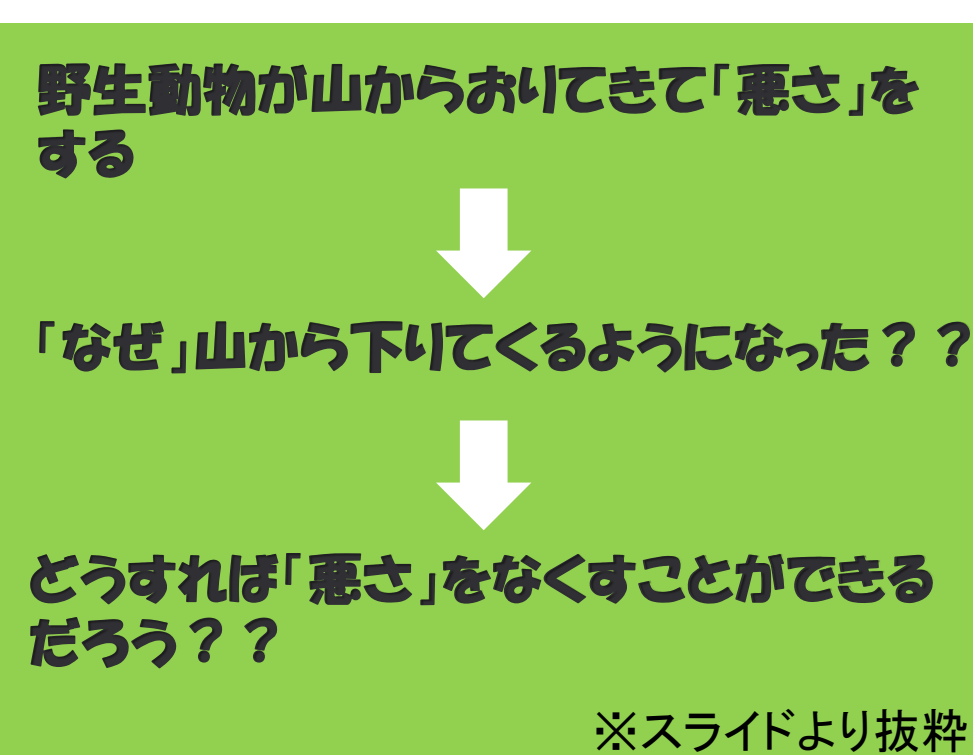 野生動物が山からおりてきて「悪さ」を
する
「なぜ」山から下りてくるようになった？？
どうすれば「悪さ」をなくすことができる
だろう？？
※スライドより抜粋